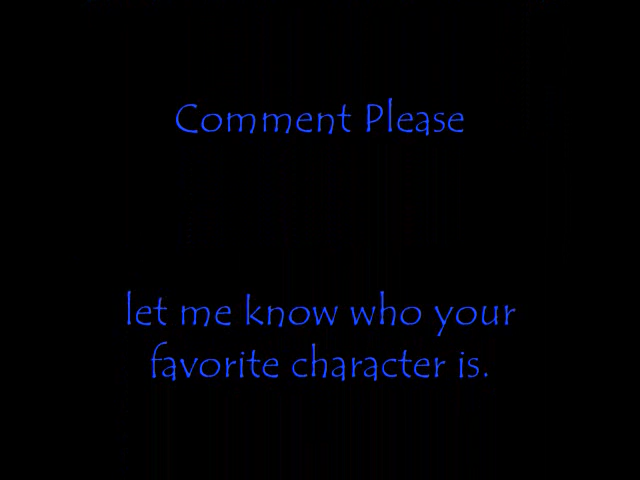 Comment Please
let me know who your
favorite character is.